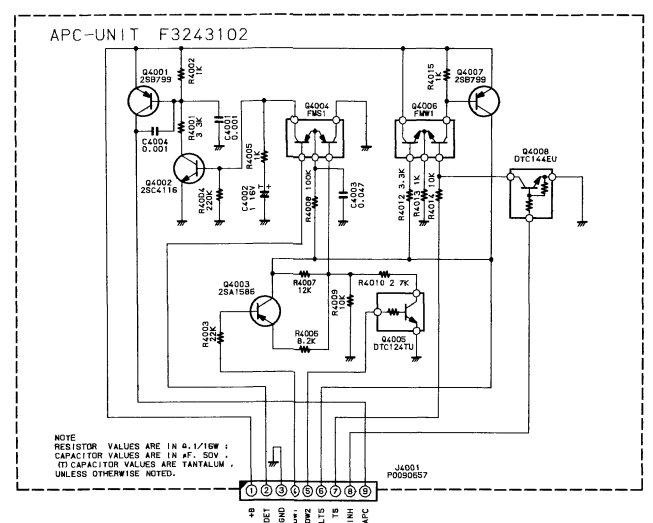 APC-UNIT F3243102
Q4001
2SB799
R4002
1K
R4001
3.3K
C4001
0.001
C4004
0.001
Q4002
2SC4116
R4004
220K
R4005
1K
C4002
1 16V
T +
Q4004
FMS1
R4008 100K
C4003
0.047
Q4006
FMW1
R4015
1K
Q4007
2SB799
R4012 3.3K
R4013 1K
R4014 10K
Q4008
DTC144EU
Q4003
2SA1586
R4007
12K
R4010 2.7K
R4009
10K
R4003
22K
R4006
8.2K
Q4005
DTC124TU
NOTE
RESISTOR VALUES ARE IN Ω.1/16W ;
CAPACITOR VALUES ARE IN µF. 50V .
(T) CAPACITOR VALUES ARE TANTALUM .
UNLESS OTHERWISE NOTED.
J4001
P0090657
1 2 3 4 5 6 7 8 9
+B
DET
GND
OW1
OW2
LT5
T5
INH
APC